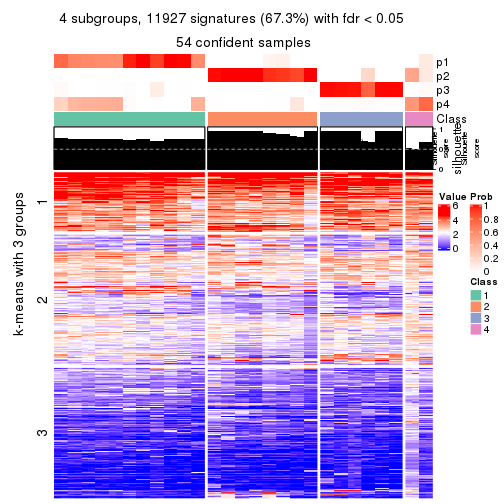 4 subgroups, 11927 signatures (67.3%) with fdr < 0.05
54 confident samples
p1
p2
p3
p4
Class
1
0.5
0
silhouette
score
k-means with 3 groups
1
2
3
Value
6
4
2
0
Prob
1
0.8
0.6
0.4
0.2
0
Class
1
2
3
4